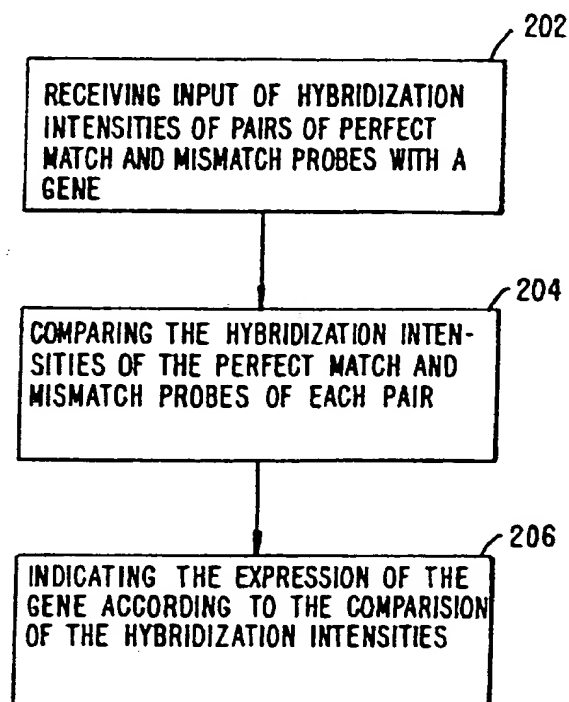 202
RECEIVING INPUT OF HYBRIDIZATION
INTENSITIES OF PAIRS OF PERFECT
MATCH AND MISMATCH PROBES WITH A
GENE
204
COMPARING THE HYBRIDIZATION INTEN-
SITIES OF THE PERFECT MATCH AND
MISMATCH PROBES OF EACH PAIR
206
INDICATING THE EXPRESSION OF THE
GENE ACCORDING TO THE COMPARISION
OF THE HYBRIDIZATION INTENSITIES